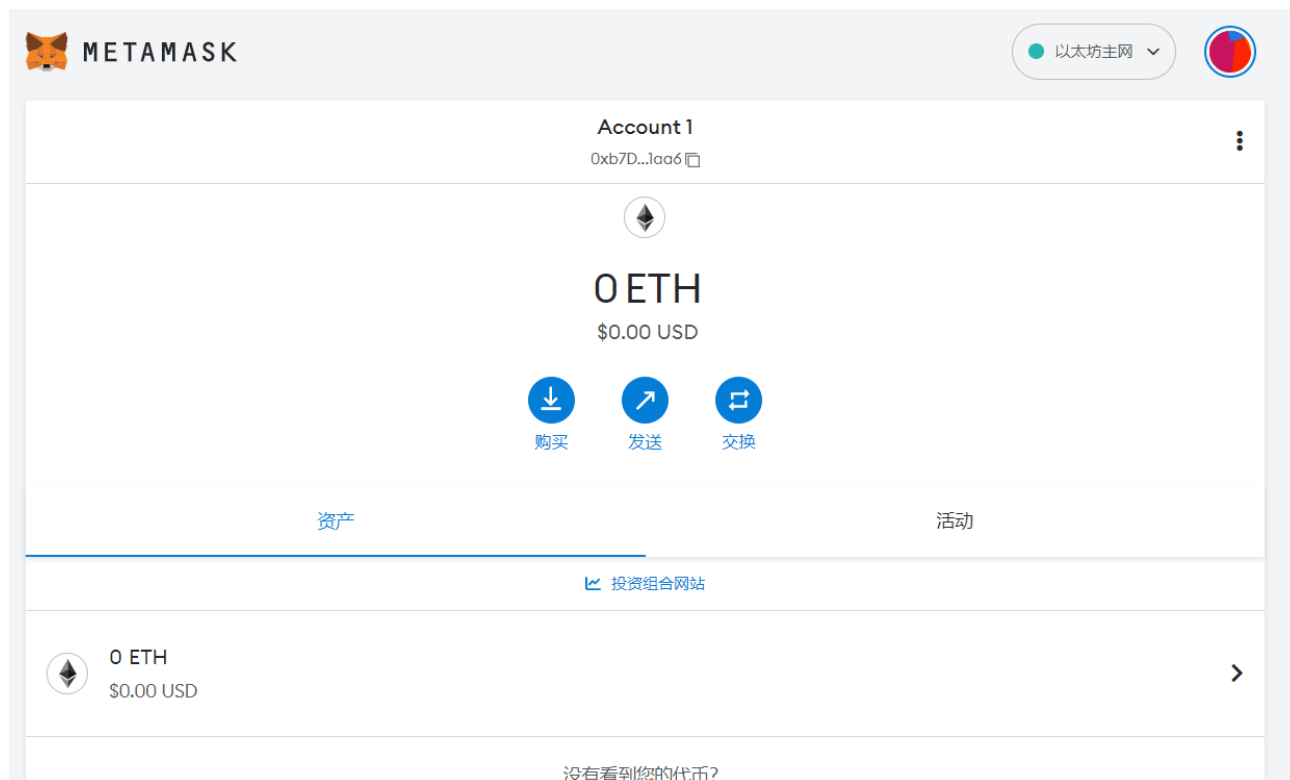 METAMASK
以太坊主网
Account 1
0xb7D...1aa6
0 ETH
$0.00 USD
购买 发送 交换
资产 活动
投资组合网站
0 ETH
$0.00 USD
没有看到您的代币?